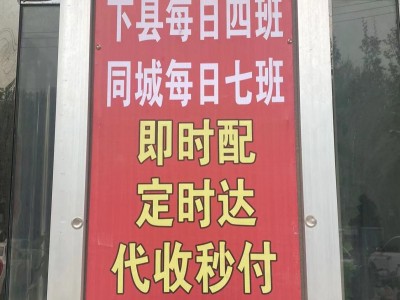 下县每日四班
同城每日七班
即时配
定时达
代收秒付